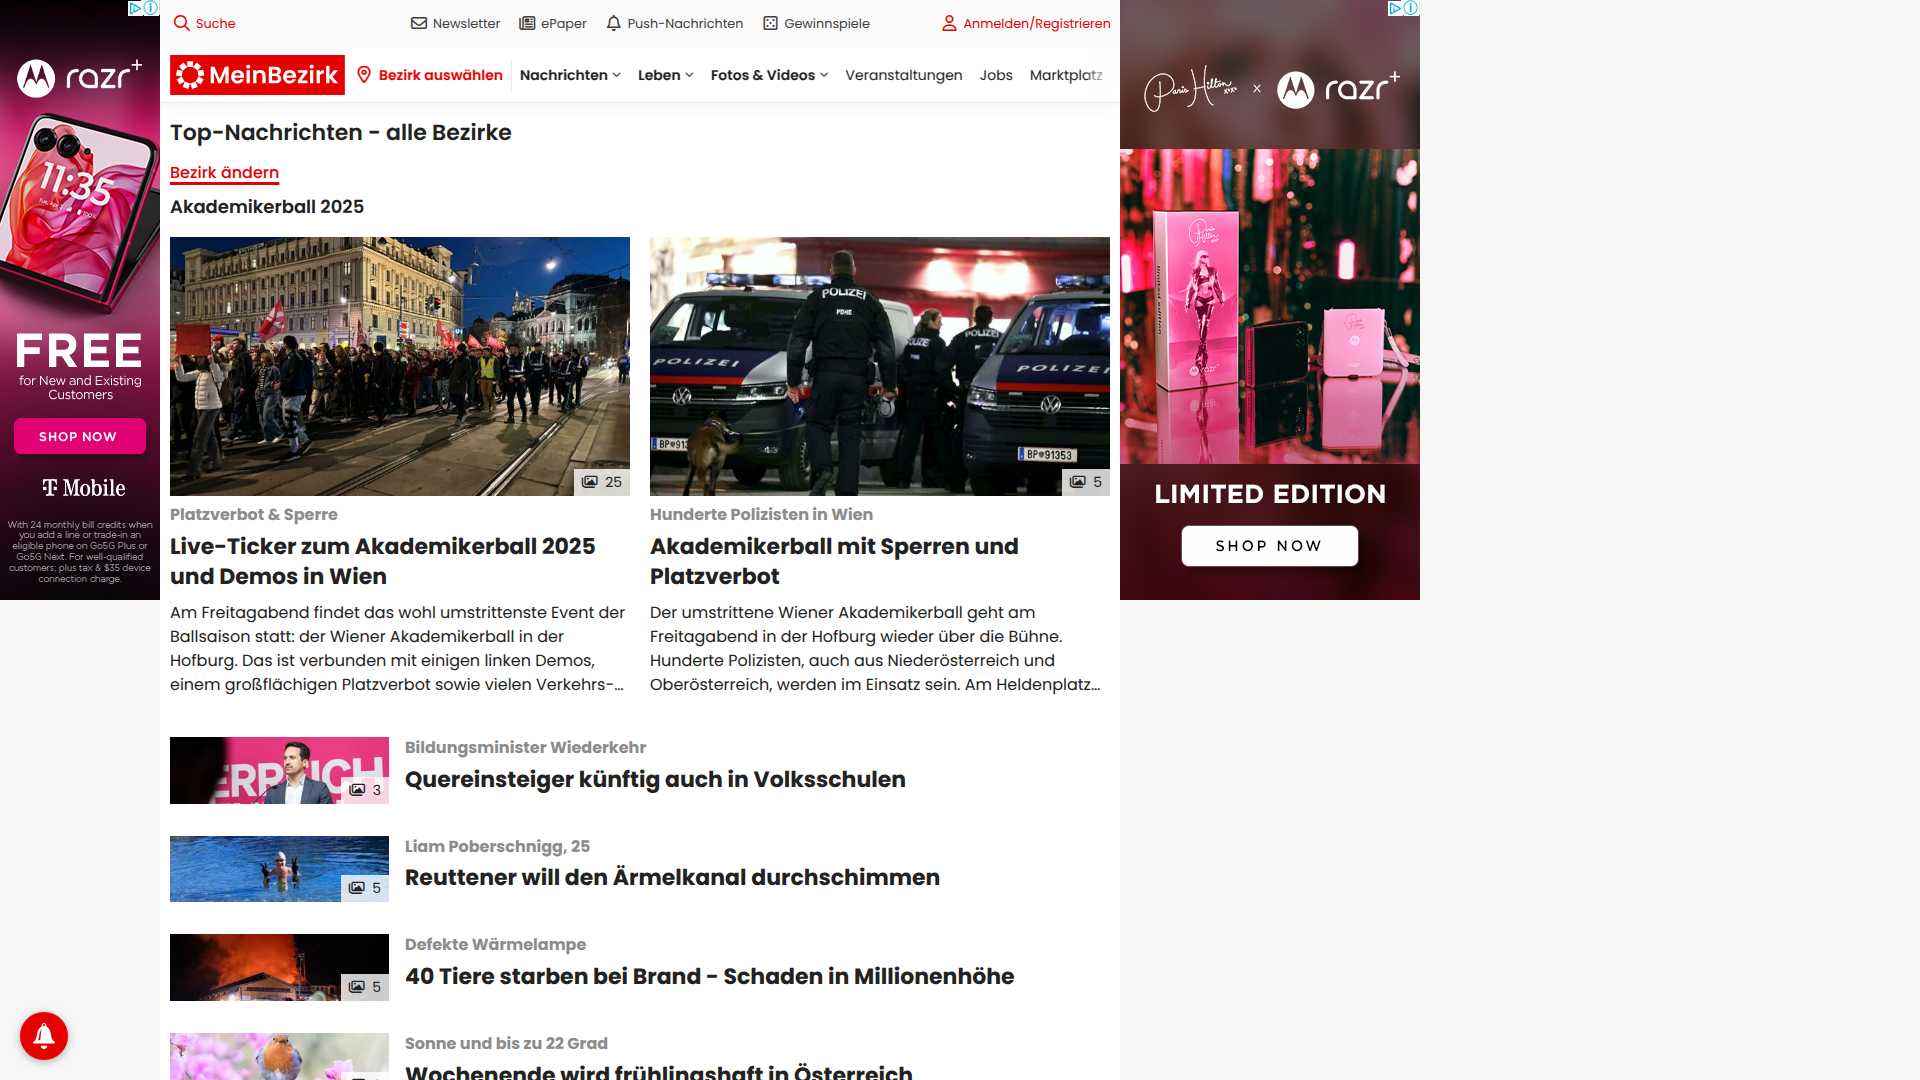 Suche
Newsletter
ePaper
Push-Nachrichten
Gewinnspiele
Anmelden/Registrieren
MeinBezirk
Bezirk auswählen
Nachrichten
Leben
Fotos & Videos
Veranstaltungen
Jobs
Marktplatz
Top-Nachrichten - alle Bezirke
Bezirk ändern
Akademikerball 2025
POLIZEI
POLIZEI
POLIZEI
POLIZEI
POLIZEI
BP 91353
25
5
Platzverbot & Sperre
Live-Ticker zum Akademikerball 2025
und Demos in Wien
Am Freitagabend findet das wohl umstrittenste Event der
Ballsaison statt: der Wiener Akademikerball in der
Hofburg. Das ist verbunden mit einigen linken Demos,
einem großflächigen Platzverbot sowie vielen Verkehrs-...
Hunderte Polizisten in Wien
Akademikerball mit Sperren und
Platzverbot
Der umstrittene Wiener Akademikerball geht am
Freitagabend in der Hofburg wieder über die Bühne.
Hunderte Polizisten, auch aus Niederösterreich und
Oberösterreich, werden im Einsatz sein. Am Heldenplatz...
3
Bildungsminister Wiederkehr
Quereinsteiger künftig auch in Volksschulen
5
Liam Poberschnigg, 25
Reuttener will den Ärmelkanal durchschimmen
5
Defekte Wärmelampe
40 Tiere starben bei Brand - Schaden in Millionenhöhe
Sonne und bis zu 22 Grad
Wochenende wird frühlingshaft in Österreich
razr+
11:35
FREE
for New and Existing
Customers
SHOP NOW
T Mobile
With 24 monthly bill credits when
you add a line or trade-in an
eligible phone on Go5G Plus or
Go5G Next. For well-qualified
customers; plus tax & $35 device
connection charge.
Paris Hilton x razr+
razr+
LIMITED EDITION
SHOP NOW